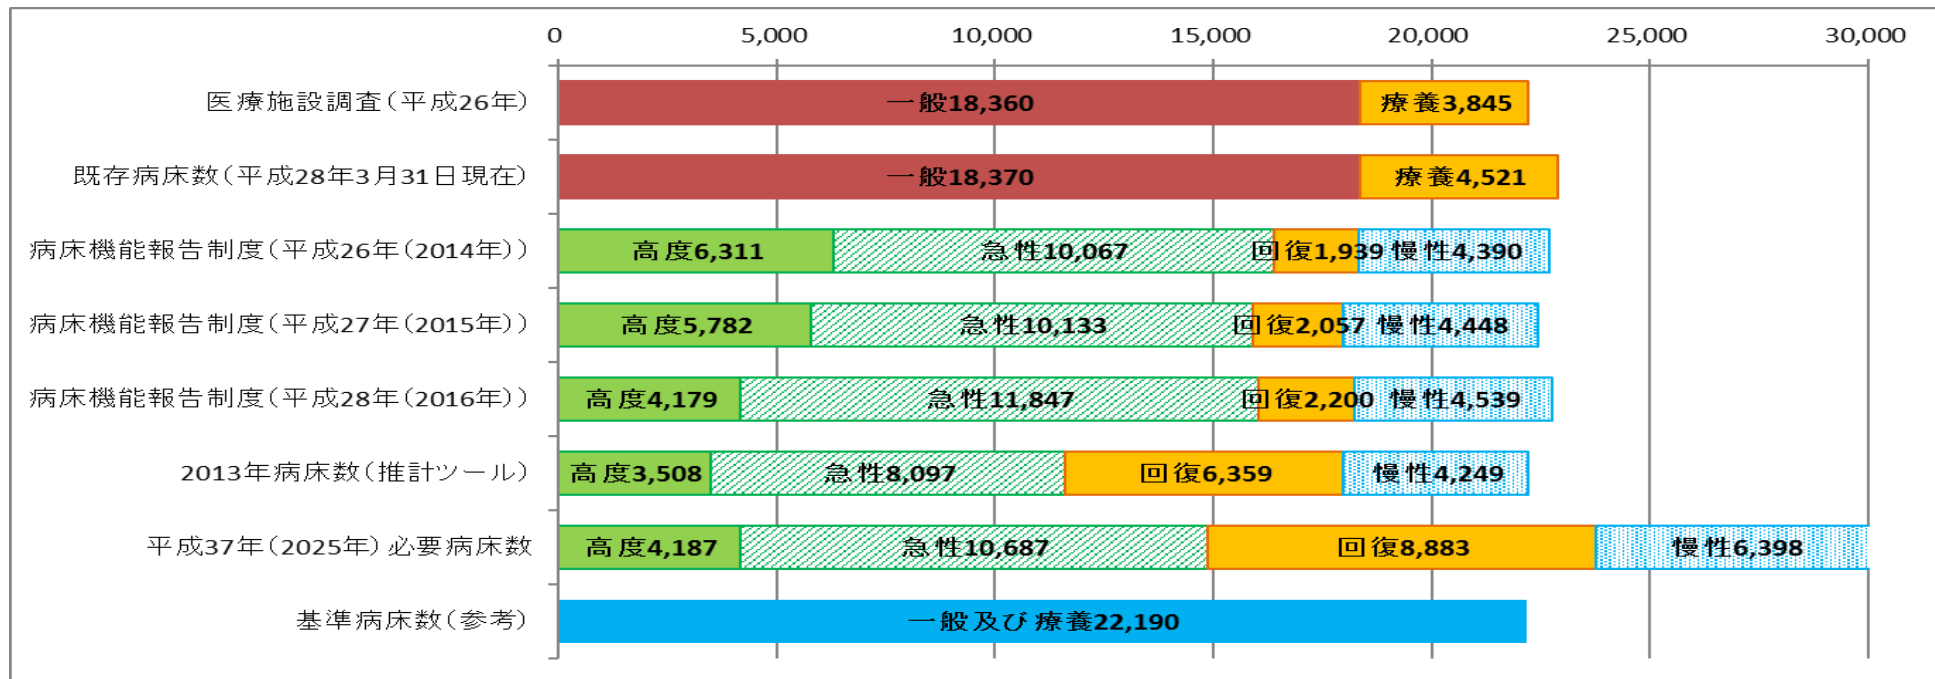 0 5,000 10,000 15,000 20,000 25,000 30,000
医療施設調査(平成26年) 一般18,360 療養3,845
既存病床数(平成28年3月31日現在) 一般18,370 療養4,521
病床機能報告制度(平成26年(2014年)) 高度6,311 急性10,067 回復1,939 慢性4,390
病床機能報告制度(平成27年(2015年)) 高度5,782 急性10,133 回復2,057 慢性4,448
病床機能報告制度(平成28年(2016年)) 高度4,179 急性11,847 回復2,200 慢性4,539
2013年病床数(推計ツール) 高度3,508 急性8,097 回復6,359 慢性4,249
平成37年(2025年)必要病床数 高度4,187 急性10,687 回復8,883 慢性6,398
基準病床数(参考) 一般及び療養22,190